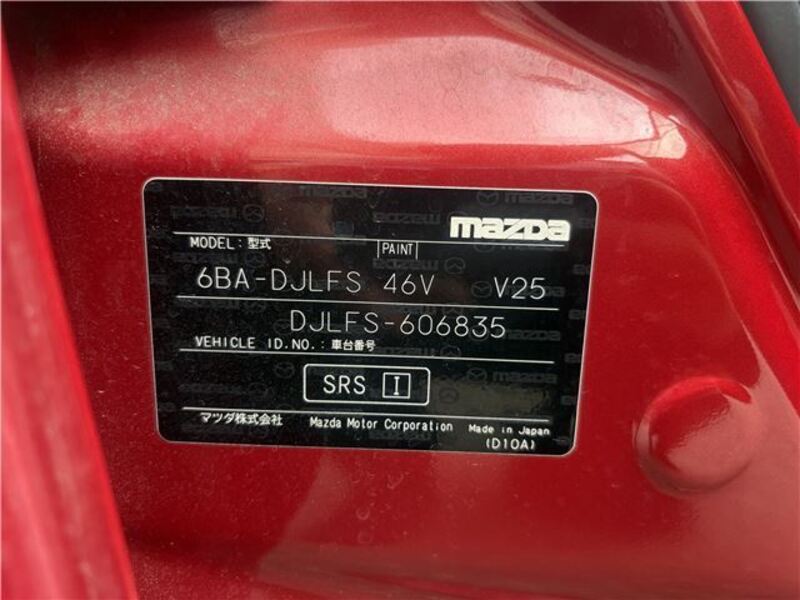 mazda
MODEL: 型式 PAINT
6BA-DJLFS 46V V25
DJLFS-606835
VEHICLE ID.NO.: 車台番号
SRS I
マツダ株式会社 Mazda Motor Corporation Made in Japan
(D10A)